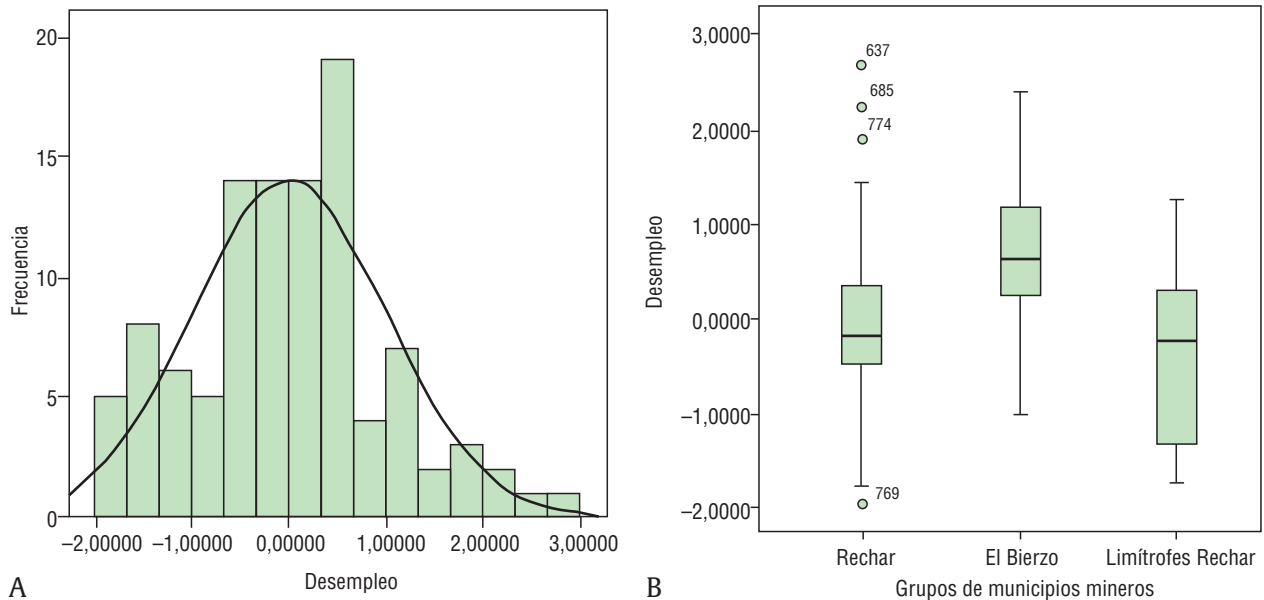 20
15
10
5
0
Frecuencia
–2,00000
–1,00000
0,00000
1,00000
2,00000
3,00000
Desempleo
A
3,0000
2,0000
1,0000
0,0000
–1,0000
–2,0000
Desempleo
637
685
774
769
Rechar
El Bierzo
Limítrofes Rechar
Grupos de municipios mineros
B